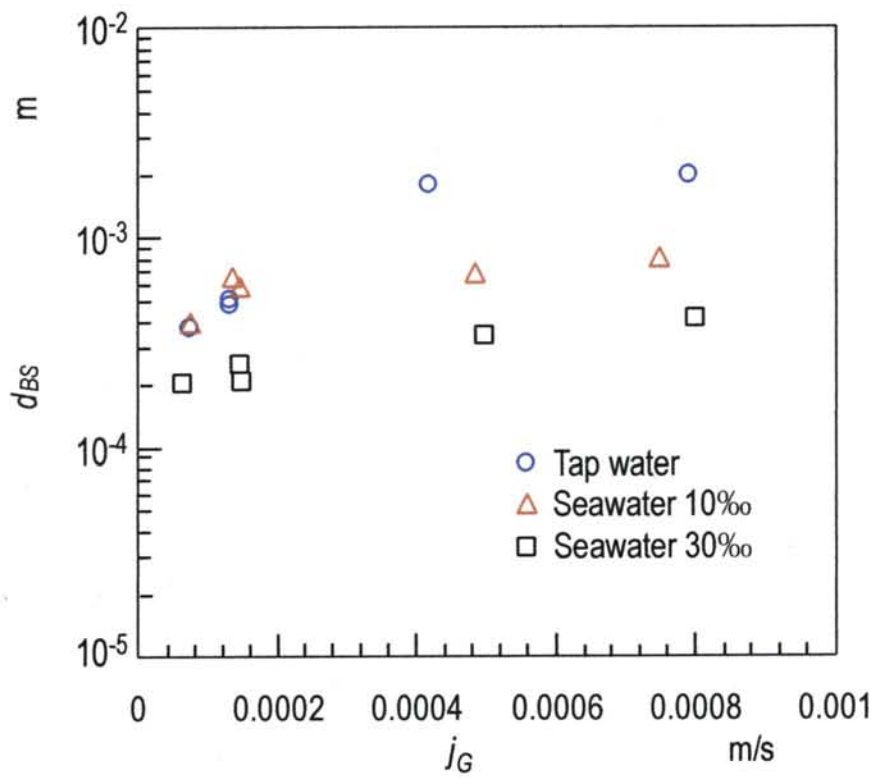 10⁻²
m
10⁻³
d_BS
10⁻⁴
Tap water
Seawater 10‰
Seawater 30‰
10⁻⁵
0 0.0002 0.0004 0.0006 0.0008 0.001
j_G m/s